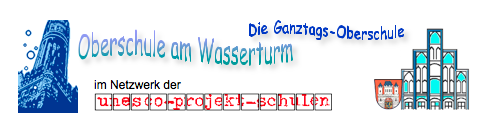 Die Ganztags-Oberschule
Oberschule am Wasserturm
im Netzwerk der
unesco-projekt-schulen